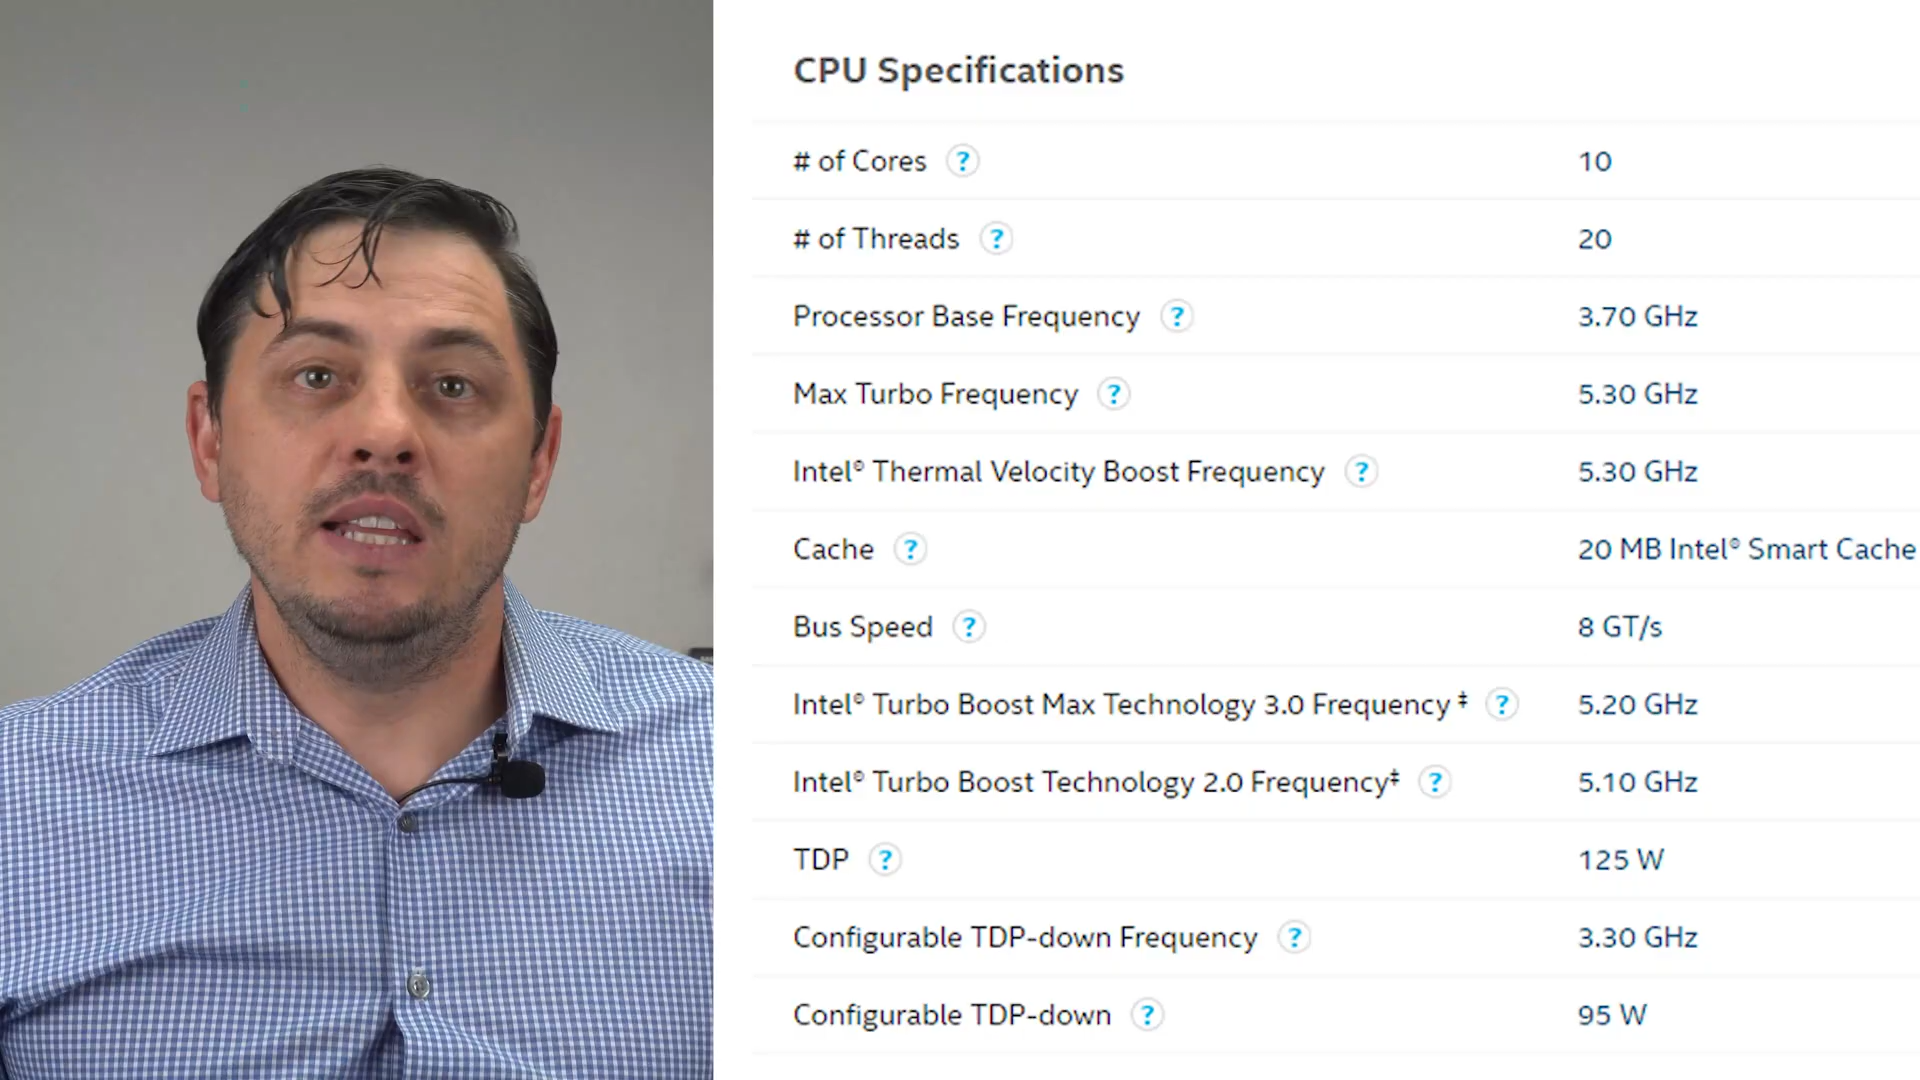 CPU Specifications
# of Cores ? 10
# of Threads ? 20
Processor Base Frequency ? 3.70 GHz
Max Turbo Frequency ? 5.30 GHz
Intel® Thermal Velocity Boost Frequency ? 5.30 GHz
Cache ? 20 MB Intel® Smart Cache
Bus Speed ? 8 GT/s
Intel® Turbo Boost Max Technology 3.0 Frequency ‡ ? 5.20 GHz
Intel® Turbo Boost Technology 2.0 Frequency‡ ? 5.10 GHz
TDP ? 125 W
Configurable TDP-down Frequency ? 3.30 GHz
Configurable TDP-down ? 95 W